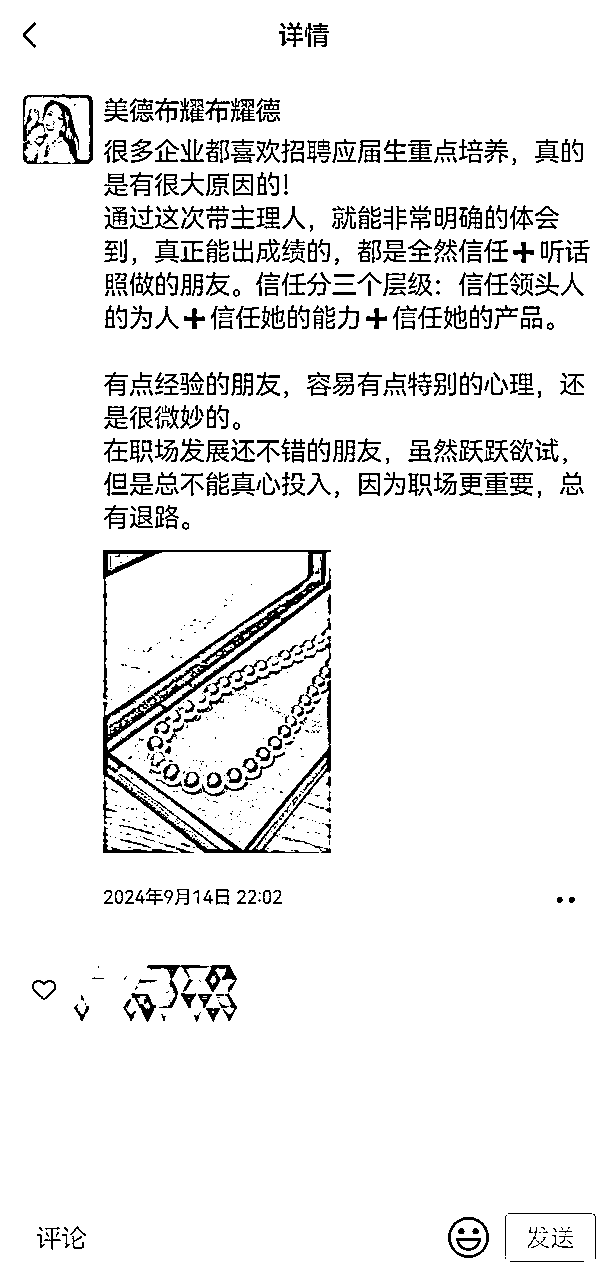 详情
美德布耀布耀德
很多企业都喜欢招聘应届生重点培养，真的
是有很大原因的！
通过这次带主理人，就能非常明确的体会
到，真正能出成绩的，都是全然信任➕听话
照做的朋友。信任分三个层级：信任领头人
的为人➕信任她的能力➕信任她的产品。
有点经验的朋友，容易有点特别的心理，还
是很微妙的。
在职场发展还不错的朋友，虽然跃跃欲试，
但是总不能真心投入，因为职场更重要，总
有退路。
2024年9月14日 22:02
评论
发送